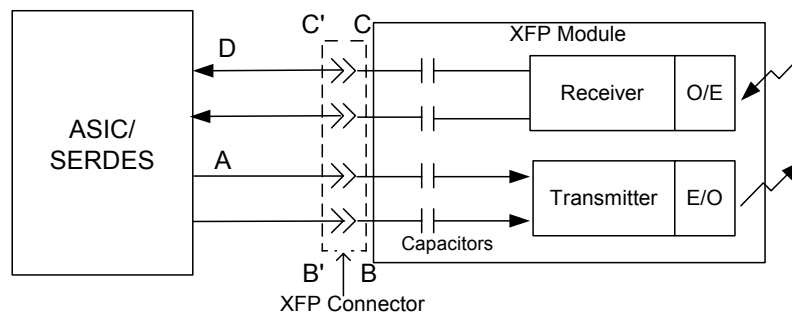 C' C
XFP Module
D
Receiver
O/E
ASIC/
SERDES
A
Transmitter
E/O
Capacitors
B' B
XFP Connector